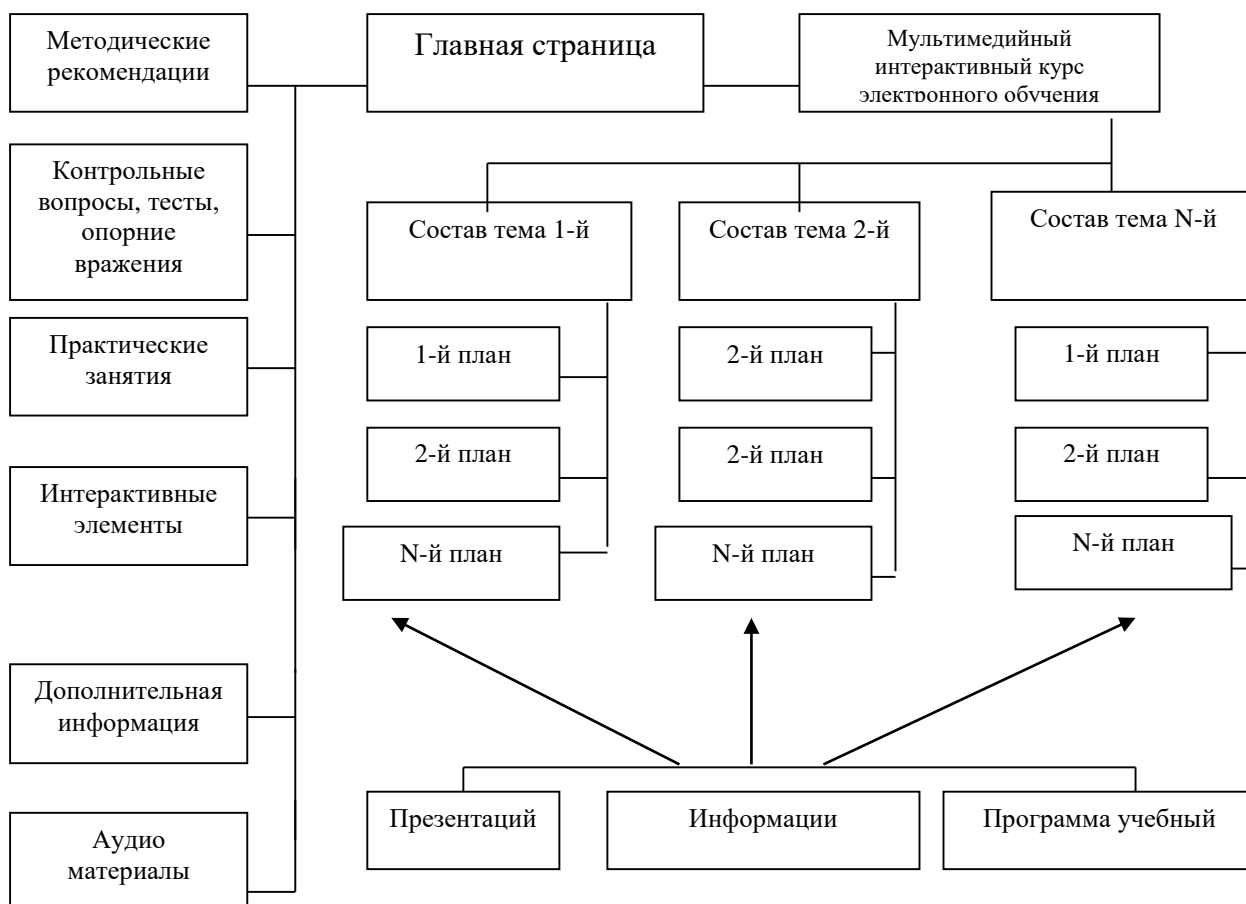 Методические
рекомендации
Главная страница
Мультимедийный
интерактивный курс
электронного обучения
Контрольные
вопросы, тесты,
опорние
вражения
Состав тема 1-й
Состав тема 2-й
Состав тема N-й
Практические
занятия
1-й план
2-й план
1-й план
2-й план
2-й план
2-й план
Интерактивные
элементы
N-й план
N-й план
N-й план
Дополнительная
информация
Презентаций
Информации
Программа учебный
Аудио
материалы